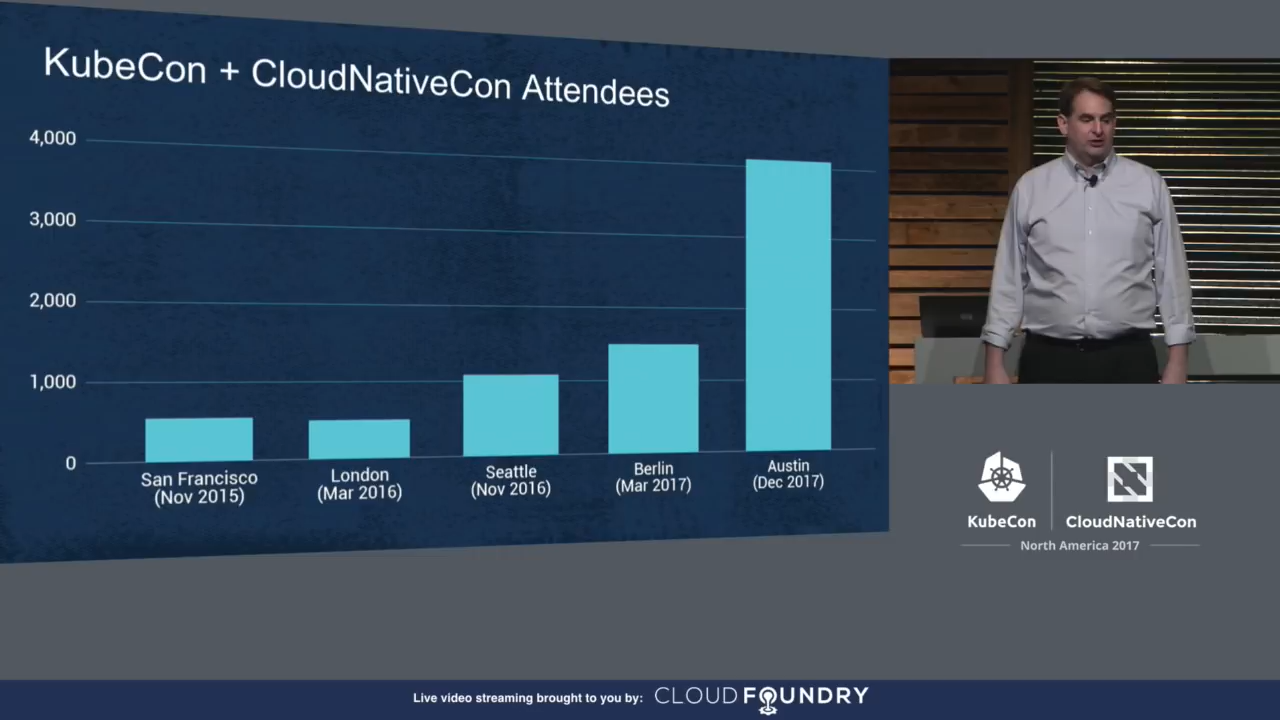 KubeCon + CloudNativeCon Attendees
4,000
3,000
2,000
1,000
0
San Francisco
(Nov 2015)
London
(Mar 2016)
Seattle
(Nov 2016)
Berlin
(Mar 2017)
Austin
(Dec 2017)
KubeCon
CloudNativeCon
North America 2017
Live video streaming brought to you by: CLOUD FOUNDRY